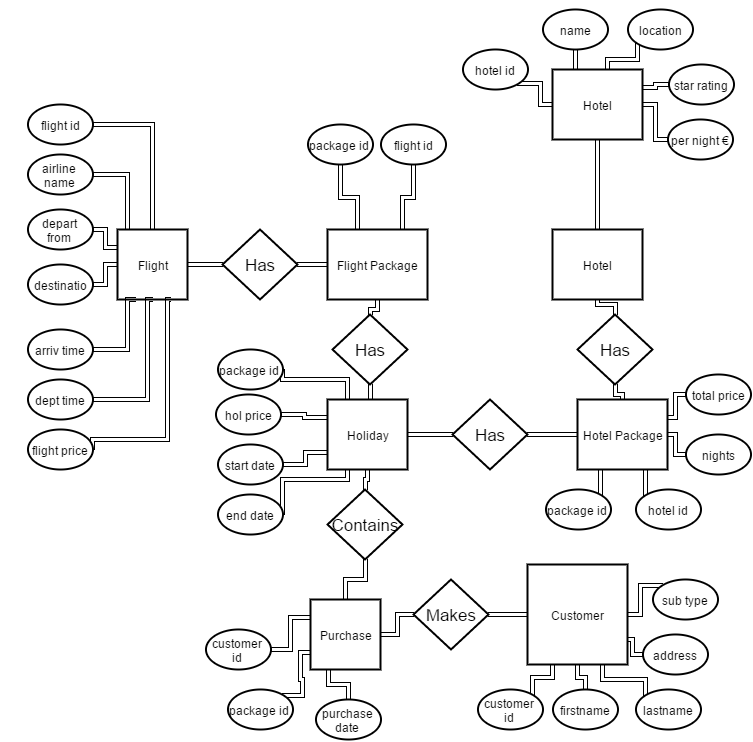 name
location
hotel id
Hotel
star rating
per night €
flight id
airline
name
depart
from
destinatio
arriv time
dept time
flight price
Flight
Has
package id
flight id
Flight Package
Hotel
Has
Has
package id
hol price
start date
end date
Holiday
Has
Hotel Package
total price
nights
package id
hotel id
Contains
Purchase
Makes
Customer
sub type
address
customer
id
package id
purchase
date
customer
id
firstname
lastname